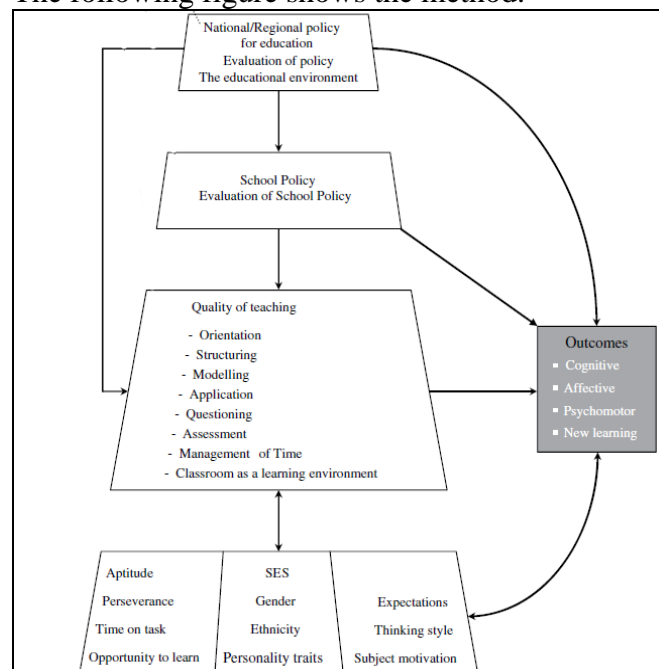 The following figure shows the method.
National/Regional policy
for education
Evaluation of policy
The educational environment
School Policy
Evaluation of School Policy
Quality of teaching
- Orientation
- Structuring
- Modelling
- Application
- Questioning
- Assessment
- Management of Time
- Classroom as a learning environment
Outcomes
▪ Cognitive
▪ Affective
▪ Psychomotor
▪ New learning
Aptitude
Perseverance
Time on task
Opportunity to learn
SES
Gender
Ethnicity
Personality traits
Expectations
Thinking style
Subject motivation